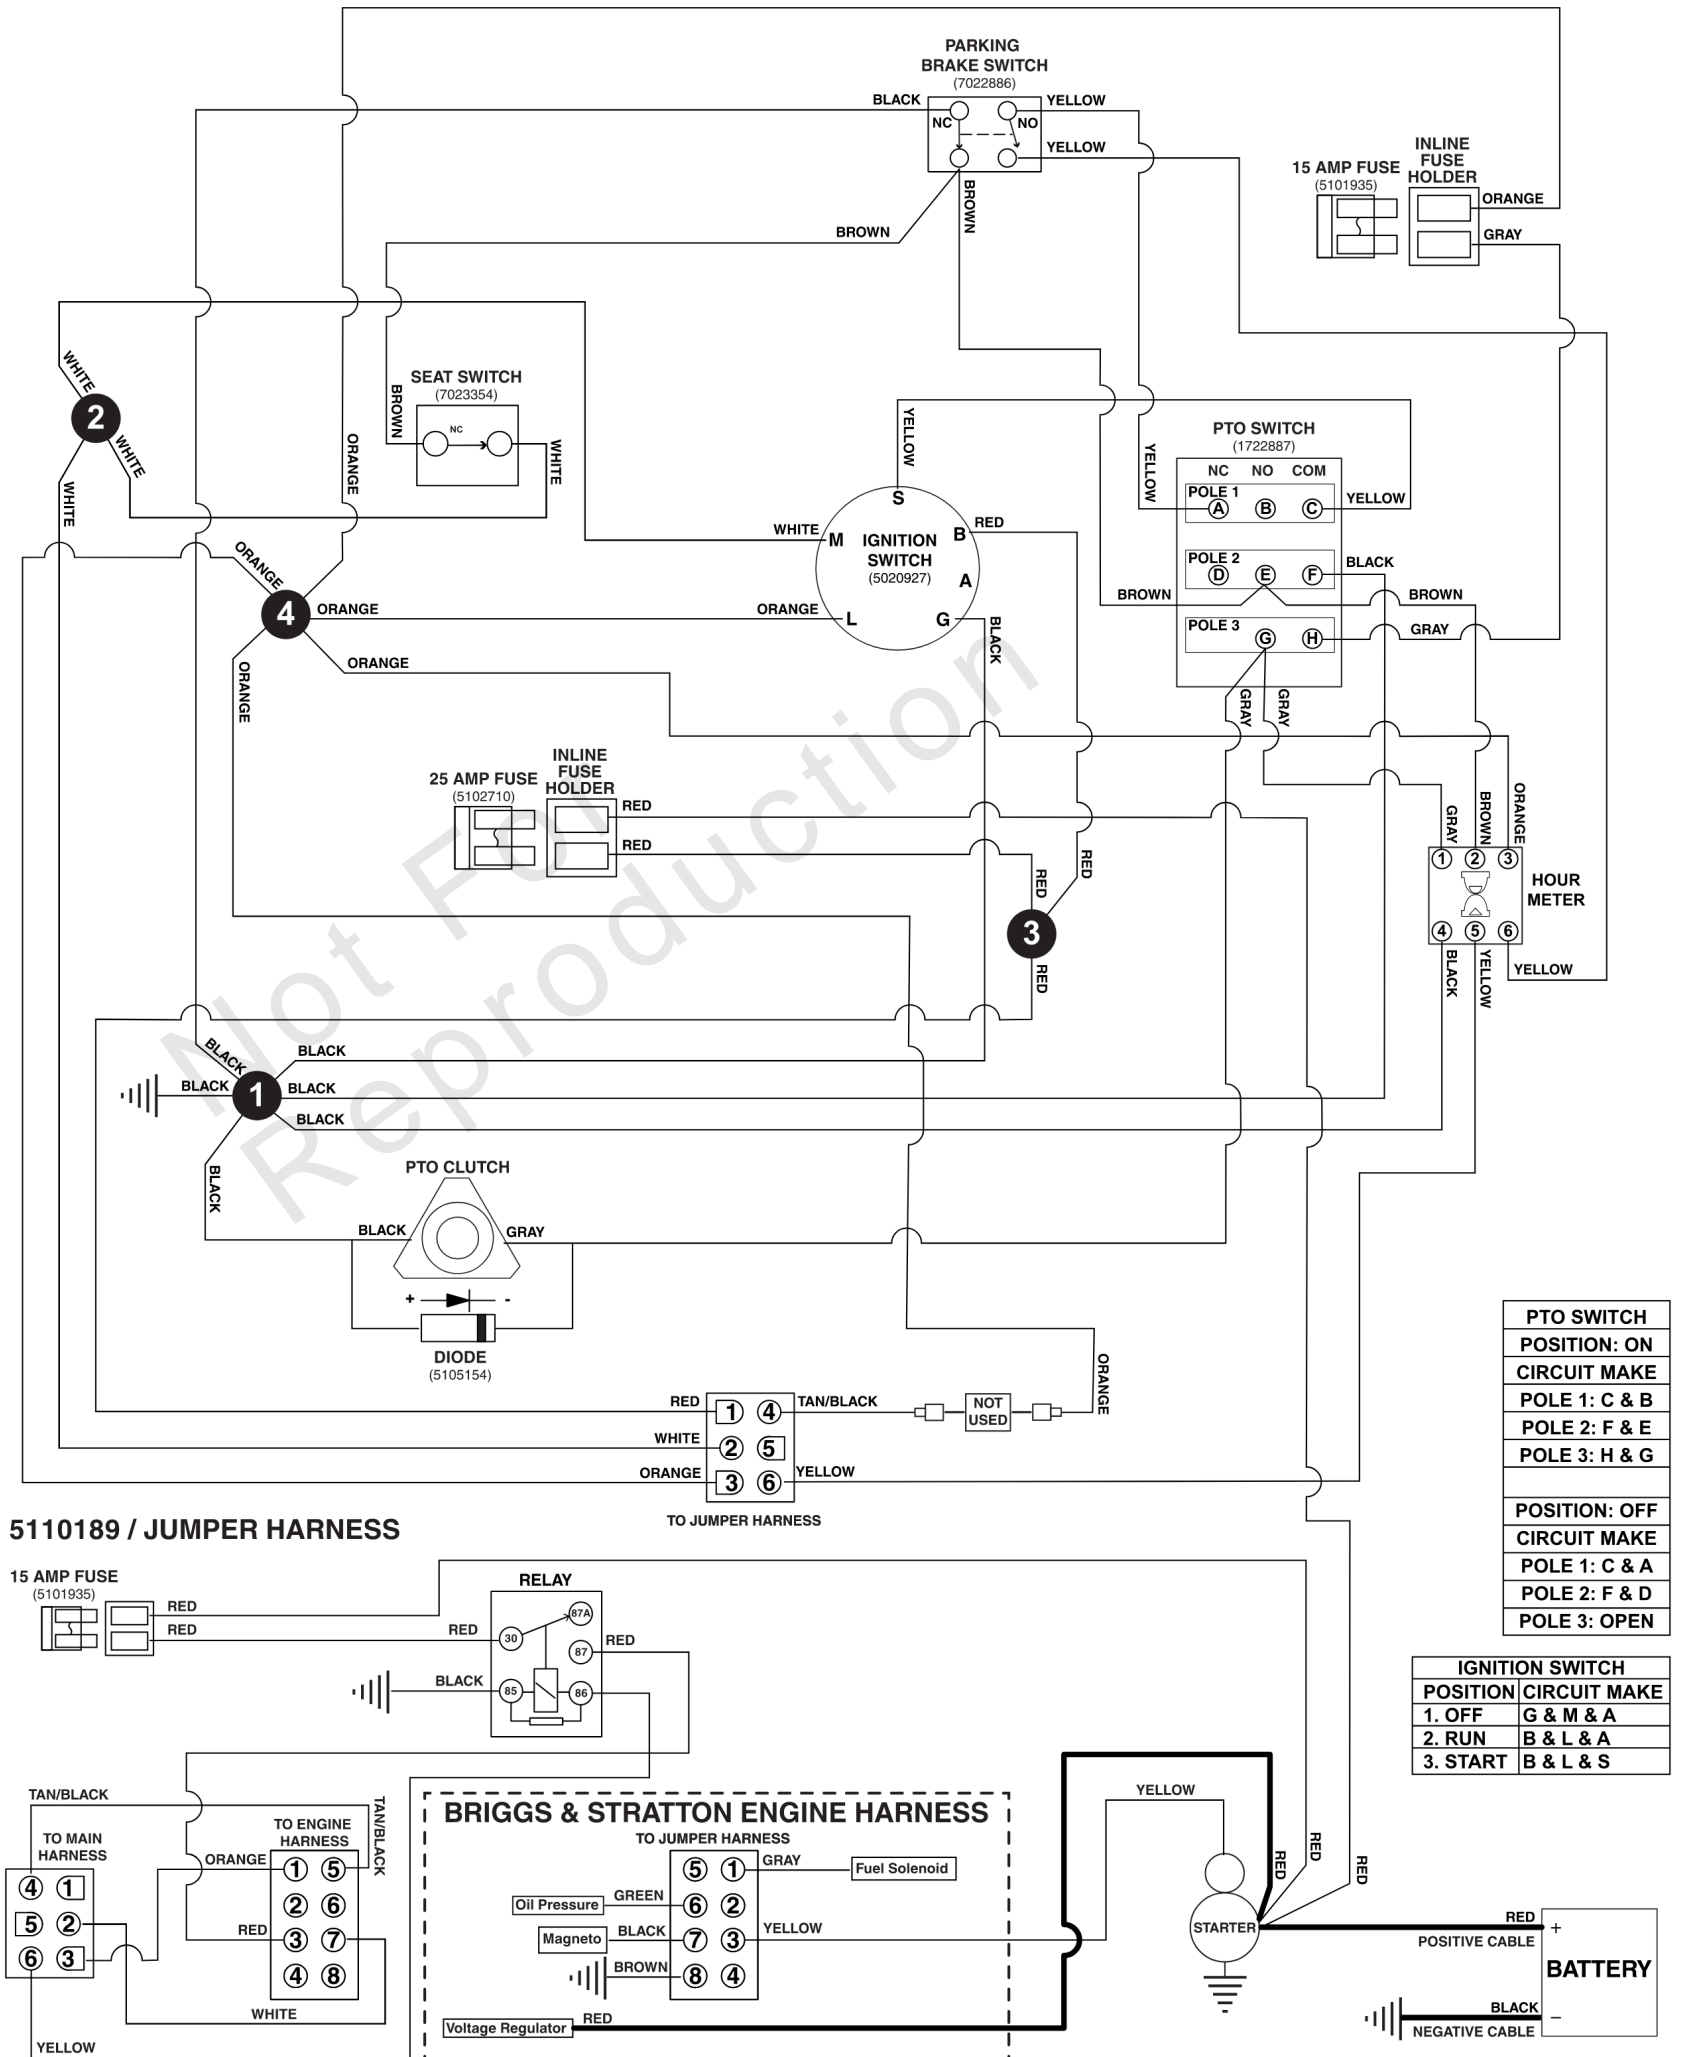 PARKING
BRAKE SWITCH
(7022886)
BLACK
YELLOW
NC
NO
YELLOW
BROWN
BROWN
15 AMP FUSE
(5101935)
INLINE
FUSE
HOLDER
ORANGE
GRAY
WHITE
2
WHITE
WHITE
SEAT SWITCH
(7023354)
NC
BROWN
WHITE
ORANGE
YELLOW
YELLOW
PTO SWITCH
(1722887)
NC NO COM
POLE 1
A B C
YELLOW
POLE 2
D E F
BLACK
BROWN
BROWN
POLE 3
G H
GRAY
GRAY
GRAY
S
WHITE
M
IGNITION
SWITCH
(5020927)
B
RED
A
ORANGE
L
G
BLACK
ORANGE
4
ORANGE
ORANGE
ORANGE
25 AMP FUSE
(5102710)
INLINE
FUSE
HOLDER
RED
RED
RED
RED
3
RED
GRAY
BROWN
ORANGE
1 2 3
HOUR
METER
4 5 6
BLACK
YELLOW
YELLOW
Not For
Reproduction
BLACK
BLACK
BLACK
1
BLACK
BLACK
BLACK
PTO CLUTCH
BLACK
GRAY
+ -
DIODE
(5105154)
ORANGE
RED
1 4
TAN/BLACK
NOT
USED
WHITE
2 5
ORANGE
3 6
YELLOW
TO JUMPER HARNESS
PTO SWITCH
POSITION: ON
CIRCUIT MAKE
POLE 1: C & B
POLE 2: F & E
POLE 3: H & G
POSITION: OFF
CIRCUIT MAKE
POLE 1: C & A
POLE 2: F & D
POLE 3: OPEN
IGNITION SWITCH
POSITION CIRCUIT MAKE
1. OFF G & M & A
2. RUN B & L & A
3. START B & L & S
5110189 / JUMPER HARNESS
15 AMP FUSE
(5101935)
RED
RED
RELAY
87A
RED
30
87
RED
BLACK
85
86
TAN/BLACK
TAN/BLACK
TO MAIN
HARNESS
4 1
5 2
6 3
YELLOW
TO ENGINE
HARNESS
ORANGE
1 5
2 6
RED
3 7
4 8
WHITE
BRIGGS & STRATTON ENGINE HARNESS
TO JUMPER HARNESS
5 1
GRAY
Fuel Solenoid
Oil Pressure
GREEN
6 2
Magneto
BLACK
7 3
YELLOW
BROWN
8 4
Voltage Regulator
RED
YELLOW
RED
RED
RED
STARTER
RED
POSITIVE CABLE
+
BATTERY
BLACK
NEGATIVE CABLE
−